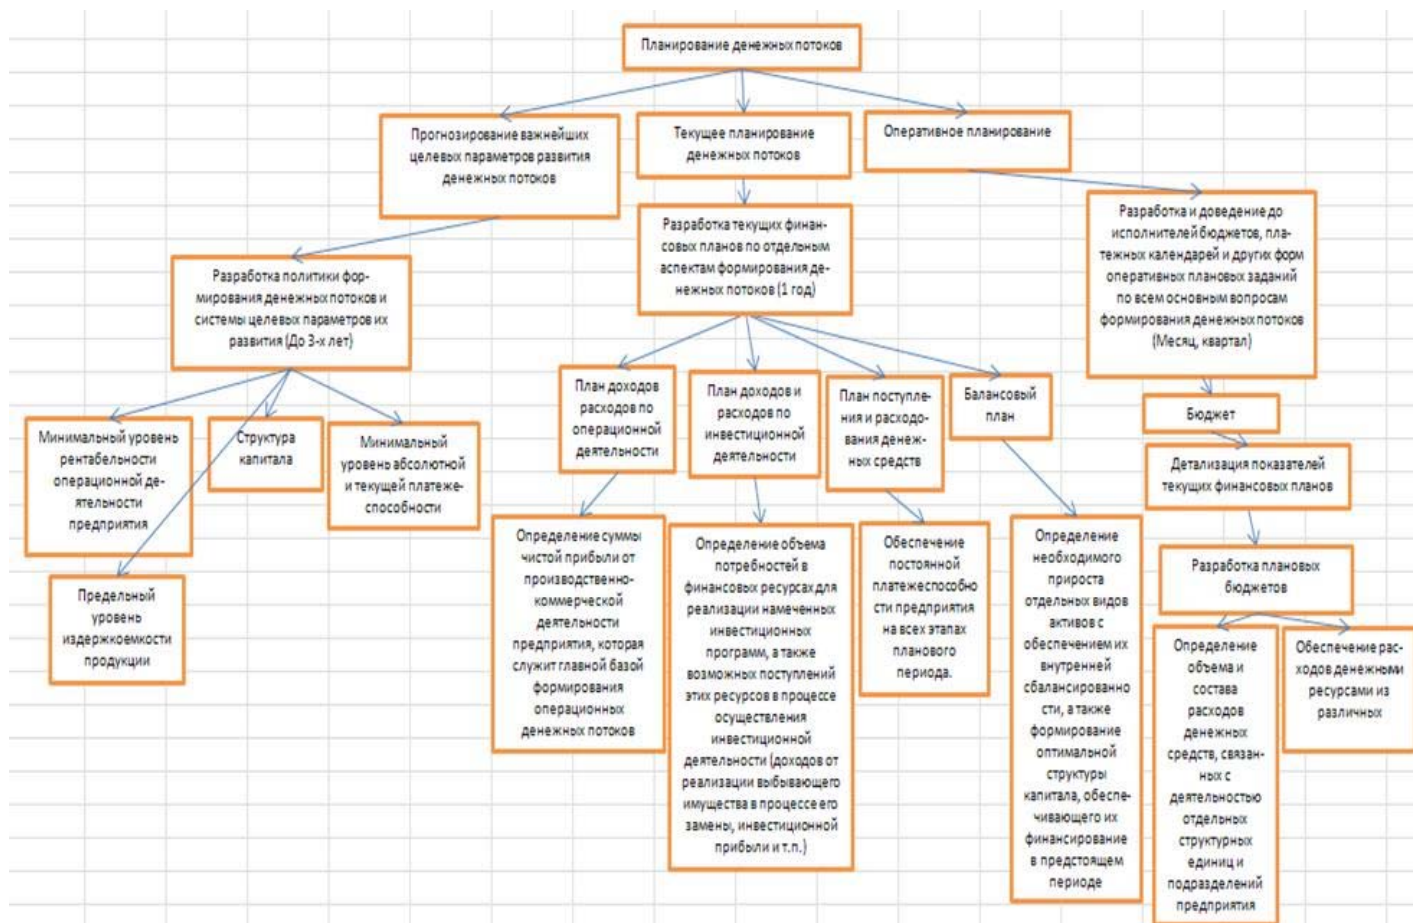 Планирование денежных потоков
Прогнозирование важнейших
целевых параметров развития
денежных потоков
Текущее планирование
денежных потоков
Оперативное планирование
Разработка политики фор-
мирования денежных потоков и
системы целевых параметров их
развития (До 3-х лет)
Разработка текущих финан-
совых планов по отдельным
аспектам формирования де-
нежных потоков (1 год)
Разработка и доведение до
исполнителей бюджетов, пла-
тежных календарей и других форм
оперативных плановых заданий
по всем основным вопросам
формирования денежных потоков
(Месяц, квартал)
Минимальный уровень
рентабельности
операционной де-
ятельности
предприятия
Структура
капитала
Минимальный
уровень абсолютной
и текущей платеже-
способности
Предельный
уровень
издержкоемкости
продукции
План доходов
расходов по
операционной
деятельности
План доходов и
расходов по
инвестиционной
деятельности
План поступле-
ния и расходо-
вания денеж-
ных средств
Балансовый
план
Бюджет
Детализация показателей
текущих финансовых планов
Определение суммы
чистой прибыли от
производственно-
коммерческой
деятельности
предприятия, которая
служит главной базой
формирования
операционных
денежных потоков
Определение объема
потребностей в
финансовых ресурсах для
реализации намеченных
инвестиционных
программ, а также
возможных поступлений
этих ресурсов в процессе
осуществления
инвестиционной
деятельности (доходов от
реализации выбывающего
имущества в процессе его
замены, инвестиционной
прибыли и т.п.)
Обеспечение
постоянной
платежеспособно
сти предприятия
на всех этапах
планового
периода.
Определение
необходимого
прироста
отдельных видов
активов с
обеспечением их
внутренней
сбалансированно
сти, а также
формирование
оптимальной
структуры
капитала, обеспе-
чивающего их
финансирование
в предстоящем
периоде
Разработка плановых
бюджетов
Определение
объема и
состава
расходов
денежных
средств, связан-
ных с
деятельностью
отдельных
структурных
единиц и
подразделений
предприятия
Обеспечение рас-
ходов денежными
ресурсами из
различных